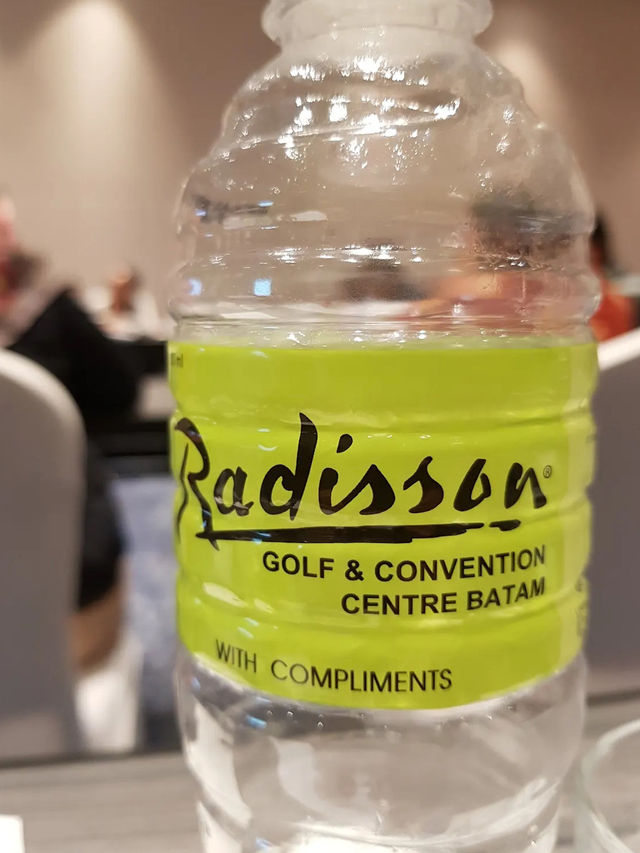 Radisson®
GOLF & CONVENTION
CENTRE BATAM
WITH COMPLIMENTS